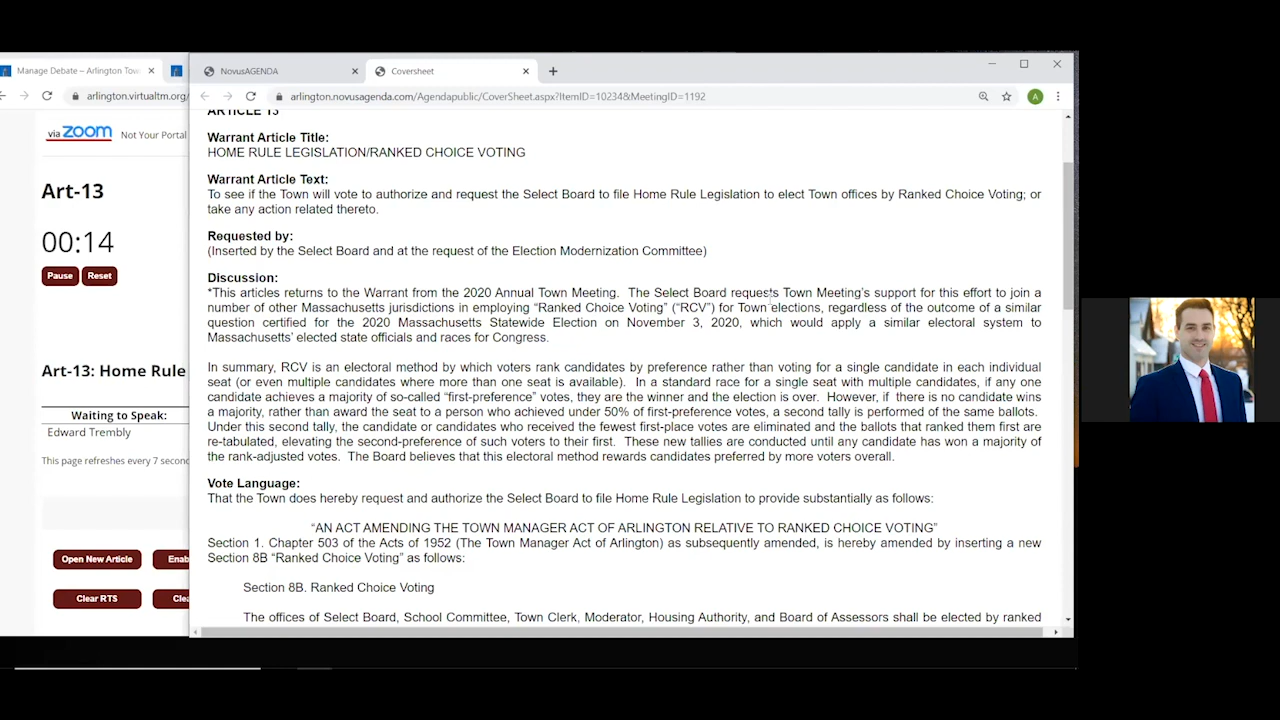 Manage Debate – Arlington Tow
NovusAGENDA
Coversheet
arlington.virtualtm.org/
arlington.novusagenda.com/Agendapublic/CoverSheet.aspx?ItemID=10234&MeetingID=1192
A
via zoom Not Your Portal
Art-13
00:14
Pause
Reset
Art-13: Home Rule
Waiting to Speak:
Edward Trembly
This page refreshes every 7 second
Open New Article
Enab
Clear RTS
Clea
ARTICLE 13
Warrant Article Title:
HOME RULE LEGISLATION/RANKED CHOICE VOTING
Warrant Article Text:
To see if the Town will vote to authorize and request the Select Board to file Home Rule Legislation to elect Town offices by Ranked Choice Voting; or
take any action related thereto.
Requested by:
(Inserted by the Select Board and at the request of the Election Modernization Committee)
Discussion:
*This articles returns to the Warrant from the 2020 Annual Town Meeting. The Select Board requests Town Meeting's support for this effort to join a
number of other Massachusetts jurisdictions in employing “Ranked Choice Voting” (“RCV”) for Town elections, regardless of the outcome of a similar
question certified for the 2020 Massachusetts Statewide Election on November 3, 2020, which would apply a similar electoral system to
Massachusetts' elected state officials and races for Congress.
In summary, RCV is an electoral method by which voters rank candidates by preference rather than voting for a single candidate in each individual
seat (or even multiple candidates where more than one seat is available). In a standard race for a single seat with multiple candidates, if any one
candidate achieves a majority of so-called “first-preference” votes, they are the winner and the election is over. However, if there is no candidate wins
a majority, rather than award the seat to a person who achieved under 50% of first-preference votes, a second tally is performed of the same ballots.
Under this second tally, the candidate or candidates who received the fewest first-place votes are eliminated and the ballots that ranked them first are
re-tabulated, elevating the second-preference of such voters to their first. These new tallies are conducted until any candidate has won a majority of
the rank-adjusted votes. The Board believes that this electoral method rewards candidates preferred by more voters overall.
Vote Language:
That the Town does hereby request and authorize the Select Board to file Home Rule Legislation to provide substantially as follows:
“AN ACT AMENDING THE TOWN MANAGER ACT OF ARLINGTON RELATIVE TO RANKED CHOICE VOTING”
Section 1. Chapter 503 of the Acts of 1952 (The Town Manager Act of Arlington) as subsequently amended, is hereby amended by inserting a new
Section 8B “Ranked Choice Voting” as follows:
Section 8B. Ranked Choice Voting
The offices of Select Board, School Committee, Town Clerk, Moderator, Housing Authority, and Board of Assessors shall be elected by ranked